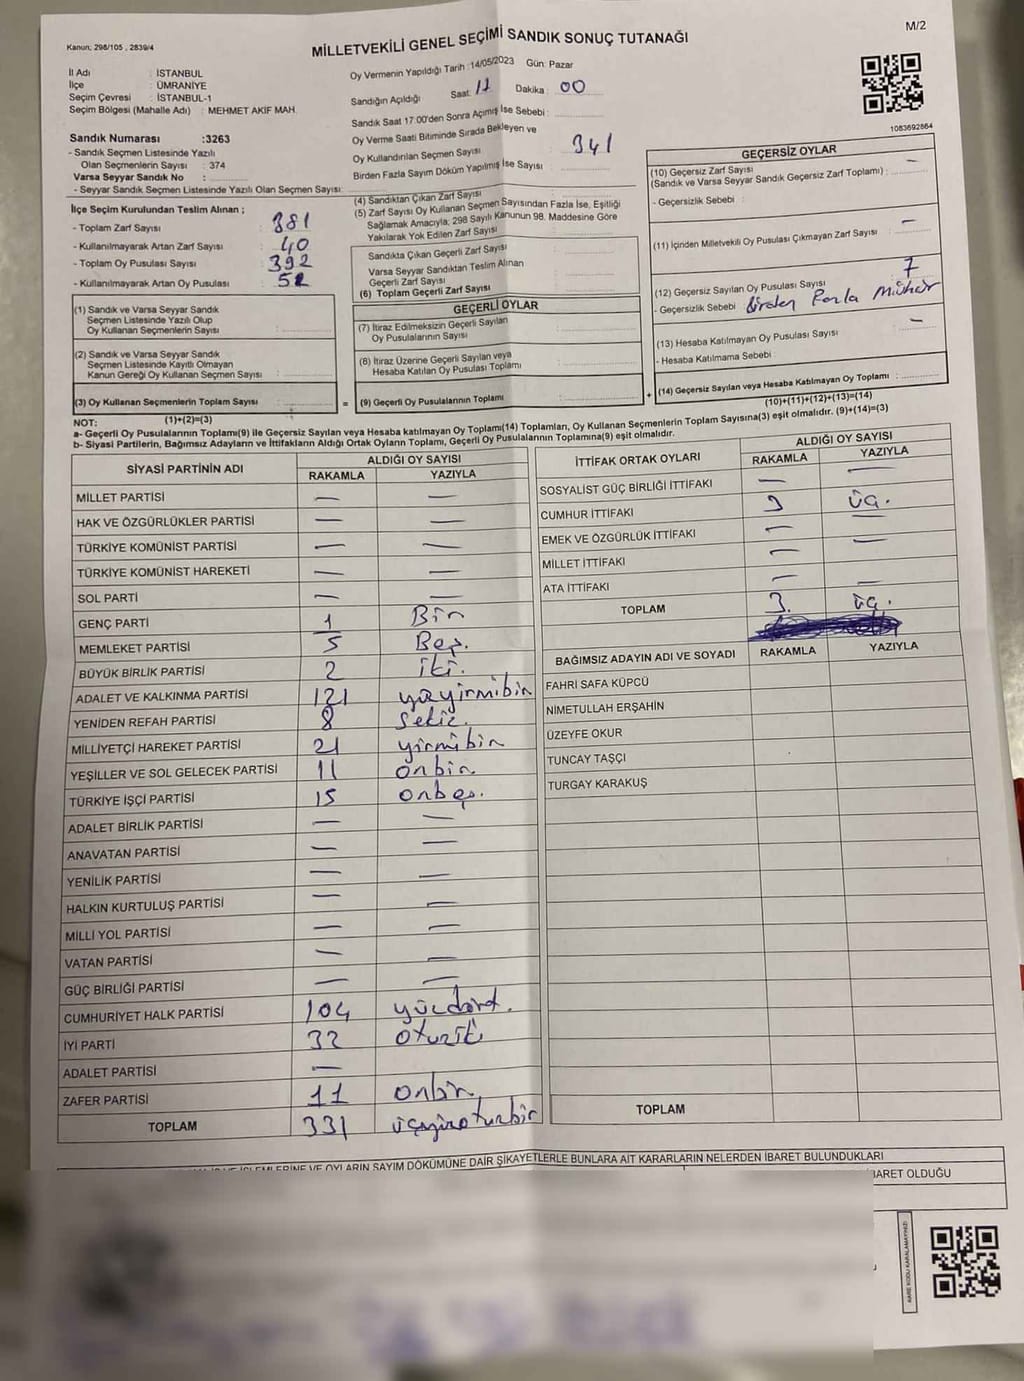 M/2
Kanun: 298/105 , 2839/4
MİLLETVEKİLİ GENEL SEÇİMİ SANDIK SONUÇ TUTANAĞI
İl Adı : İSTANBUL
İlçe : ÜMRANİYE
Seçim Çevresi : İSTANBUL-1
Seçim Bölgesi (Mahalle Adı) : MEHMET AKİF MAH.
Sandık Numarası :3263
- Sandık Seçmen Listesinde Yazılı
Olan Seçmenlerin Sayısı : 374
Varsa Seyyar Sandık No :
- Seyyar Sandık Seçmen Listesinde Yazılı Olan Seçmen Sayısı:
Oy Vermenin Yapıldığı Tarih :14/05/2023 Gün: Pazar
Sandığın Açıldığı Saat: 17 Dakika : 00
Sandık Saat 17:00'den Sonra Açılmış İse Sebebi :
Oy Verme Saati Bitiminde Sırada Bekleyen ve
Oy Kullandırılan Seçmen Sayısı : 341
Birden Fazla Sayım Döküm Yapılmış İse Sayısı :
1083692864
İlçe Seçim Kurulundan Teslim Alınan ;
- Toplam Zarf Sayısı : 381
- Kullanılmayarak Artan Zarf Sayısı : 40
- Toplam Oy Pusulası Sayısı : 392
- Kullanılmayarak Artan Oy Pusulası : 51
(1) Sandık ve Varsa Seyyar Sandık
Seçmen Listesinde Yazılı Olup
Oy Kullanan Seçmenlerin Sayısı :
(2) Sandık ve Varsa Seyyar Sandık
Seçmen Listesinde Kayıtlı Olmayan
Kanun Gereği Oy Kullanan Seçmen Sayısı :
(3) Oy Kullanan Seçmenlerin Toplam Sayısı :
(1)+(2)=(3)
(4) Sandıktan Çıkan Zarf Sayısı :
(5) Zarf Sayısı Oy Kullanan Seçmen Sayısından Fazla İse, Eşitliği
Sağlamak Amacıyla; 298 Sayılı Kanunun 98. Maddesine Göre
Yakılarak Yok Edilen Zarf Sayısı :
Sandıkta Çıkan Geçerli Zarf Sayısı :
Varsa Seyyar Sandıktan Teslim Alınan
Geçerli Zarf Sayısı :
(6) Toplam Geçerli Zarf Sayısı :
GEÇERLİ OYLAR
(7) İtiraz Edilmeksizin Geçerli Sayılan
Oy Pusulalarının Sayısı :
(8) İtiraz Üzerine Geçerli Sayılan veya
Hesaba Katılan Oy Pusulası Toplamı :
= (9) Geçerli Oy Pusulalarının Toplamı : +
GEÇERSİZ OYLAR
(10) Geçersiz Zarf Sayısı
(Sandık ve Varsa Seyyar Sandık Geçersiz Zarf Toplamı) : —
- Geçersizlik Sebebi :
(11) İçinden Milletvekili Oy Pusulası Çıkmayan Zarf Sayısı : —
(12) Geçersiz Sayılan Oy Pusulası Sayısı : 7
- Geçersizlik Sebebi : Birden Fazla Mühür
(13) Hesaba Katılmayan Oy Pusulası Sayısı : —
- Hesaba Katılmama Sebebi :
(14) Geçersiz Sayılan veya Hesaba Katılmayan Oy Toplamı :
(10)+(11)+(12)+(13)=(14)
NOT:
a- Geçerli Oy Pusulalarının Toplamı(9) ile Geçersiz Sayılan veya Hesaba katılmayan Oy Toplamı(14) Toplamları, Oy Kullanan Seçmenlerin Toplam Sayısına(3) eşit olmalıdır. (9)+(14)=(3)
b- Siyasi Partilerin, Bağımsız Adayların ve İttifakların Aldığı Ortak Oyların Toplamı, Geçerli Oy Pusulalarının Toplamına(9) eşit olmalıdır.
SİYASİ PARTİNİN ADI ALDIĞI OY SAYISI
RAKAMLA YAZIYLA
MİLLET PARTİSİ — —
HAK VE ÖZGÜRLÜKLER PARTİSİ — —
TÜRKİYE KOMÜNİST PARTİSİ — —
TÜRKİYE KOMÜNİST HAREKETİ — —
SOL PARTİ — —
GENÇ PARTİ 1 Bir
MEMLEKET PARTİSİ 5 Beş.
BÜYÜK BİRLİK PARTİSİ 2 iki.
ADALET VE KALKINMA PARTİSİ 121 yüzyirmibir
YENİDEN REFAH PARTİSİ 8 sekiz.
MİLLİYETÇİ HAREKET PARTİSİ 21 yirmibir
YEŞİLLER VE SOL GELECEK PARTİSİ 11 onbir
TÜRKİYE İŞÇİ PARTİSİ 15 onbeş.
ADALET BİRLİK PARTİSİ — —
ANAVATAN PARTİSİ — —
YENİLİK PARTİSİ — —
HALKIN KURTULUŞ PARTİSİ — —
MİLLİ YOL PARTİSİ — —
VATAN PARTİSİ — —
GÜÇ BİRLİĞİ PARTİSİ — —
CUMHURİYET HALK PARTİSİ 104 yüzdört.
İYİ PARTİ 32 otuziki
ADALET PARTİSİ —
ZAFER PARTİSİ 11 onbir
TOPLAM 331 üçyüzotuzbir
İTTİFAK ORTAK OYLARI ALDIĞI OY SAYISI
RAKAMLA YAZIYLA
SOSYALİST GÜÇ BİRLİĞİ İTTİFAKI — —
CUMHUR İTTİFAKI 3 üç.
EMEK VE ÖZGÜRLÜK İTTİFAKI — —
MİLLET İTTİFAKI — —
ATA İTTİFAKI — —
TOPLAM 3. üç.
BAĞIMSIZ ADAYIN ADI VE SOYADI RAKAMLA YAZIYLA
FAHRİ SAFA KÜPCÜ
NİMETULLAH ERŞAHİN
ÜZEYFE OKUR
TUNCAY TAŞÇI
TURGAY KARAKUŞ
TOPLAM
OYLARIN SAYIM DÖKÜMÜNE DAİR ŞİKAYETLERLE BUNLARA AİT KARARLARIN NELERDEN İBARET BULUNDUKLARI
İBARET OLDUĞU
KARE KODU KARALAMAYINIZ!